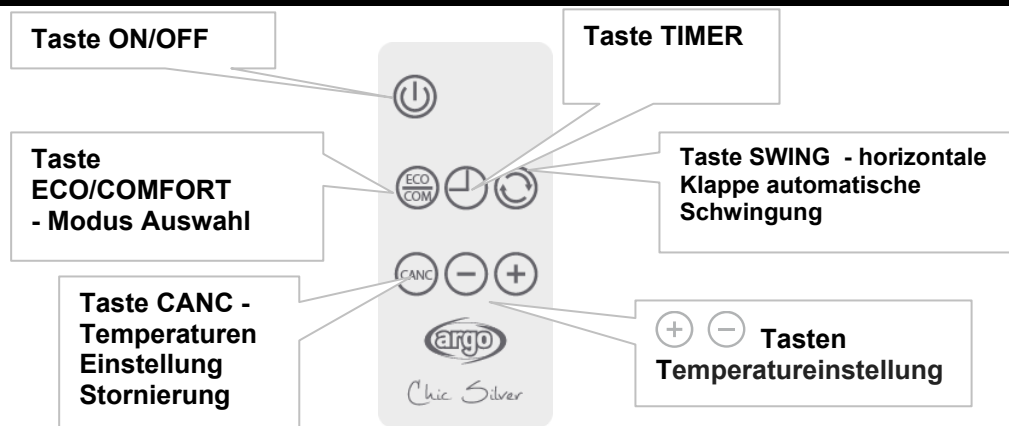 Taste ON/OFF
Taste TIMER
Taste
ECO/COMFORT
- Modus Auswahl
ECO
COM
Taste SWING - horizontale
Klappe automatische
Schwingung
CANC
Taste CANC -
Temperaturen
Einstellung
Stornierung
+ − Tasten
Temperatureinstellung
argo
Chic Silver